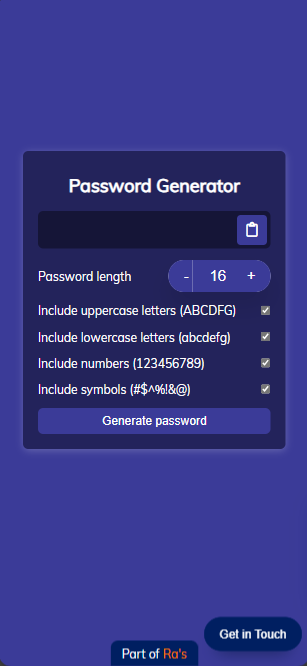 Password Generator
Password length - 16 +
Include uppercase letters (ABCDFG)
Include lowercase letters (abcdefg)
Include numbers (123456789)
Include symbols (#$^%!&@)
Generate password
Get in Touch
Part of Ra's